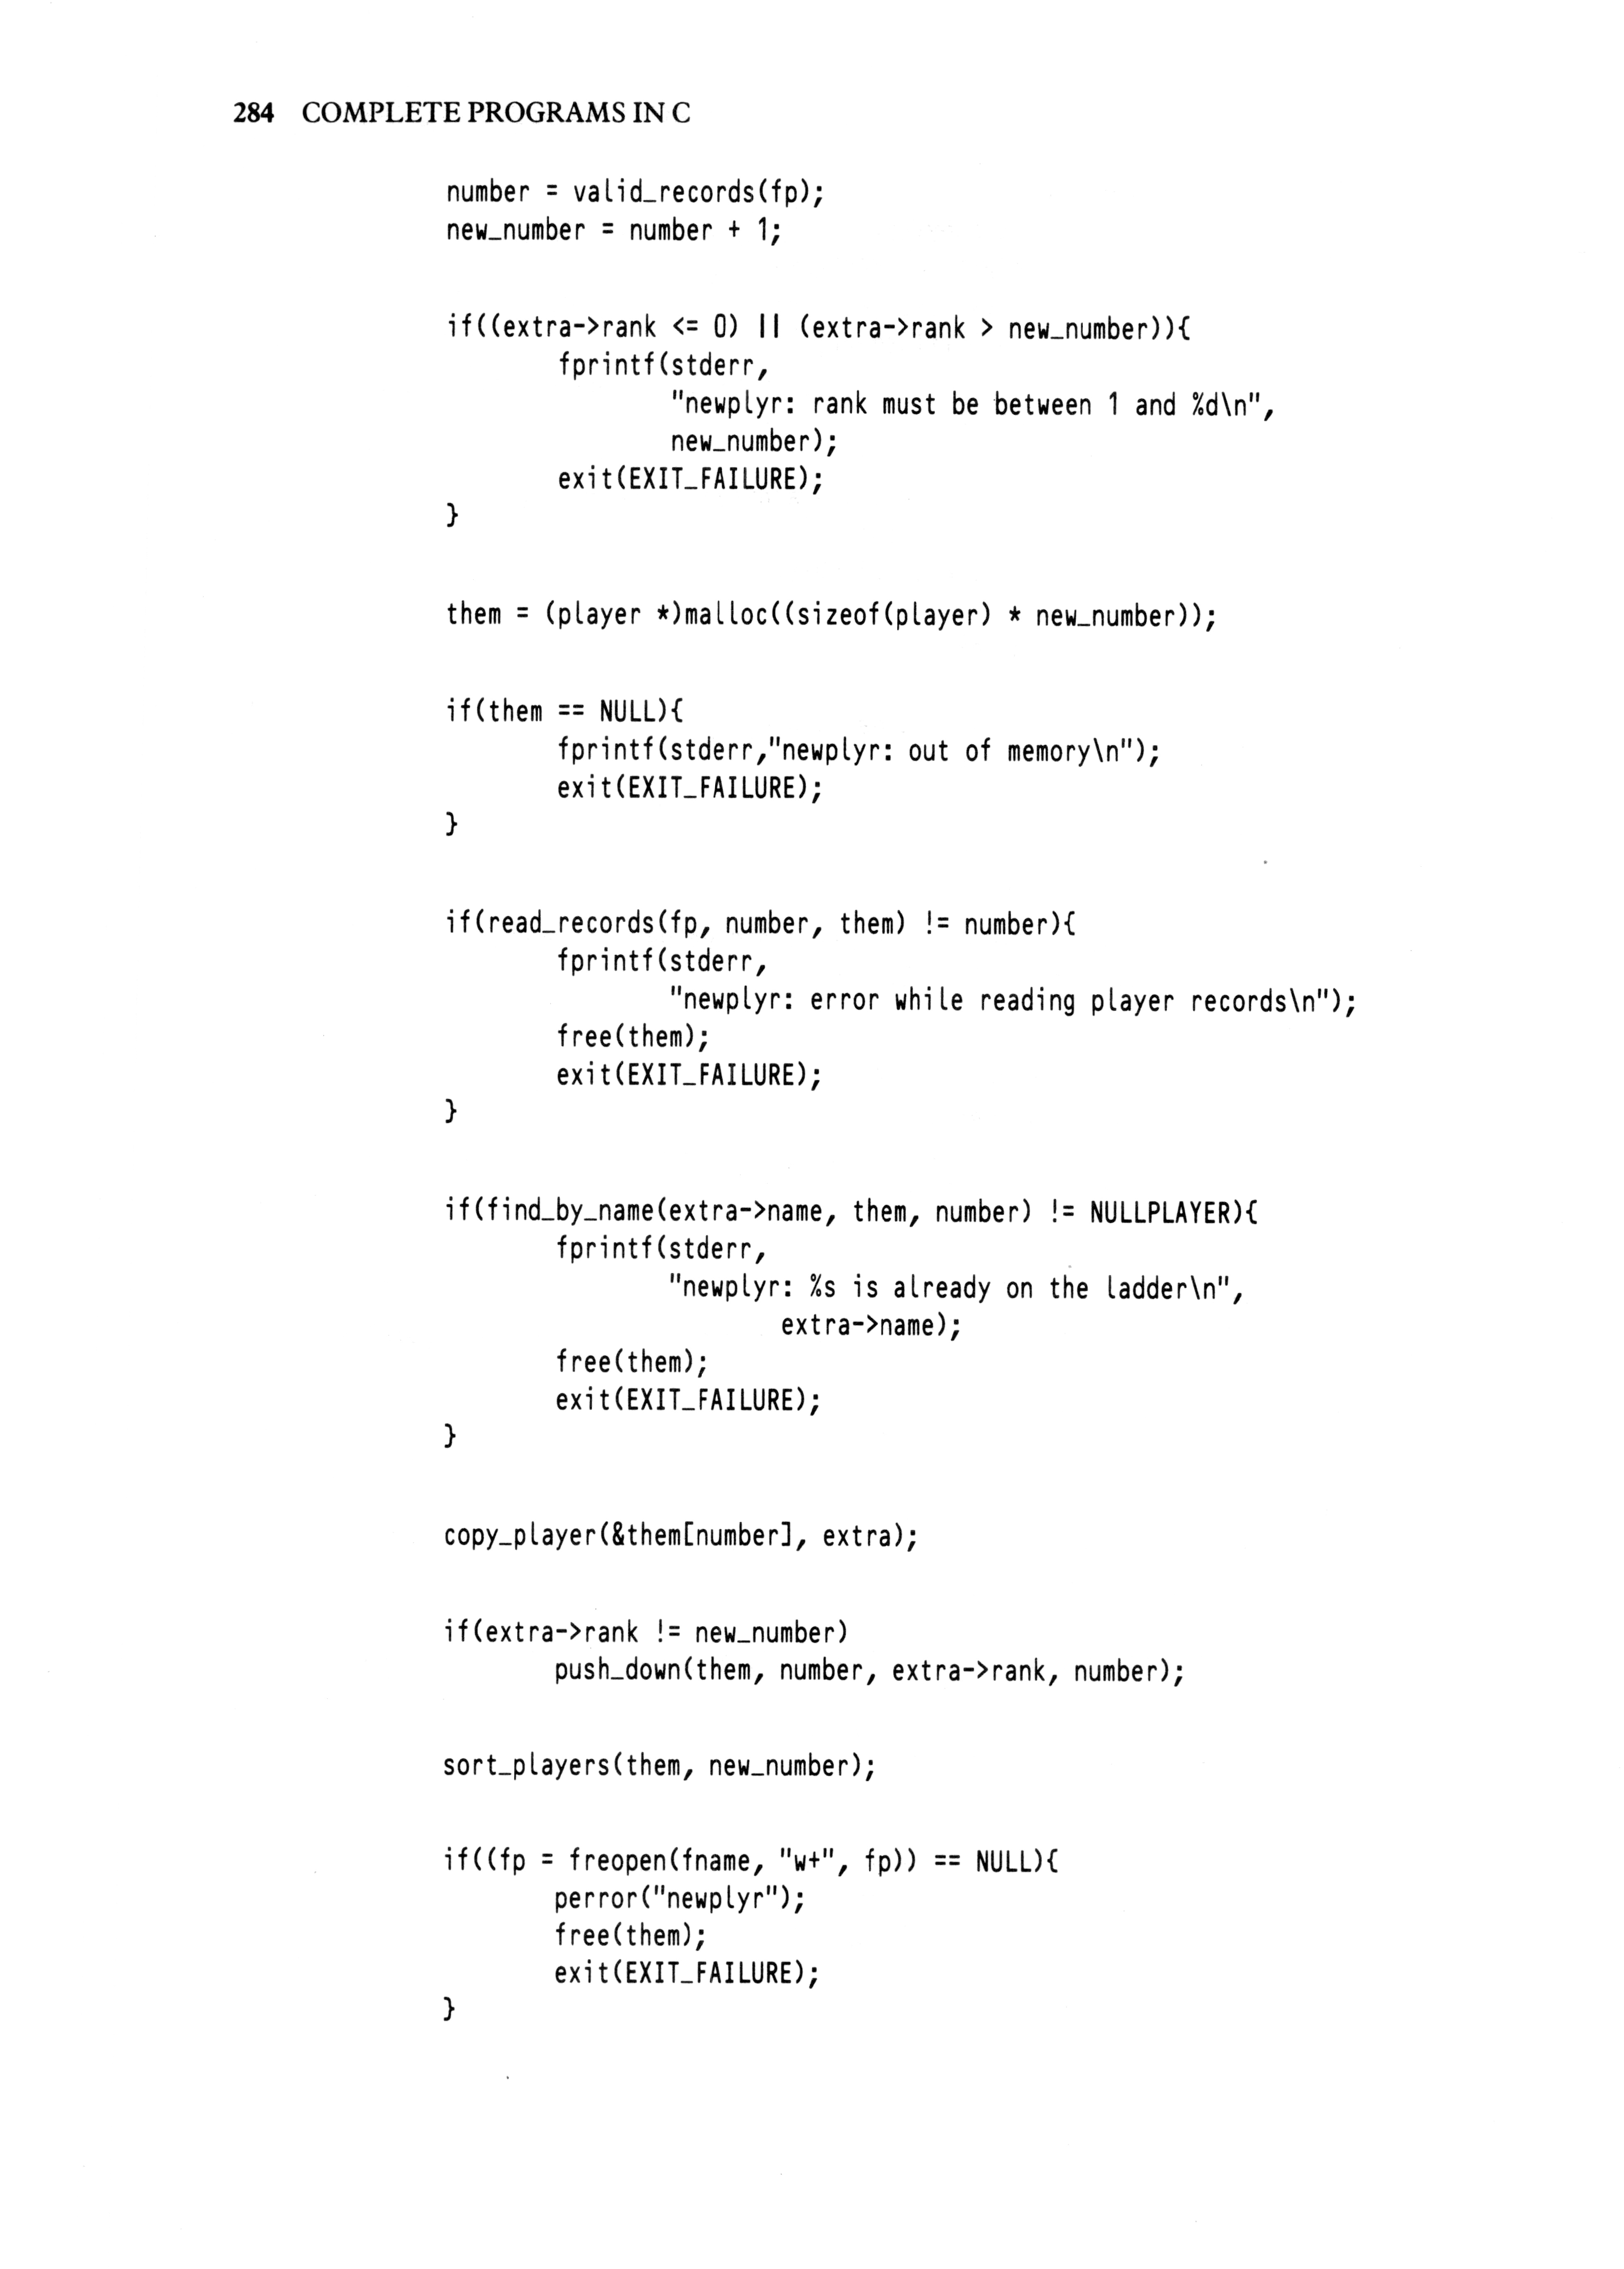 284 COMPLETE PROGRAMS IN C
number = valid_records(fp);
new_number = number + 1;
if((extra->rank <= 0) || (extra->rank > new_number)){
fprintf(stderr,
"newplyr: rank must be between 1 and %d\n",
new_number);
exit(EXIT_FAILURE);
}
them = (player *)malloc((sizeof(player) * new_number));
if(them == NULL){
fprintf(stderr,"newplyr: out of memory\n");
exit(EXIT_FAILURE);
}
if(read_records(fp, number, them) != number){
fprintf(stderr,
"newplyr: error while reading player records\n");
free(them);
exit(EXIT_FAILURE);
}
if(find_by_name(extra->name, them, number) != NULLPLAYER){
fprintf(stderr,
"newplyr: %s is already on the ladder\n",
extra->name);
free(them);
exit(EXIT_FAILURE);
}
copy_player(&them[number], extra);
if(extra->rank != new_number)
push_down(them, number, extra->rank, number);
sort_players(them, new_number);
if((fp = freopen(fname, "w+", fp)) == NULL){
perror("newplyr");
free(them);
exit(EXIT_FAILURE);
}